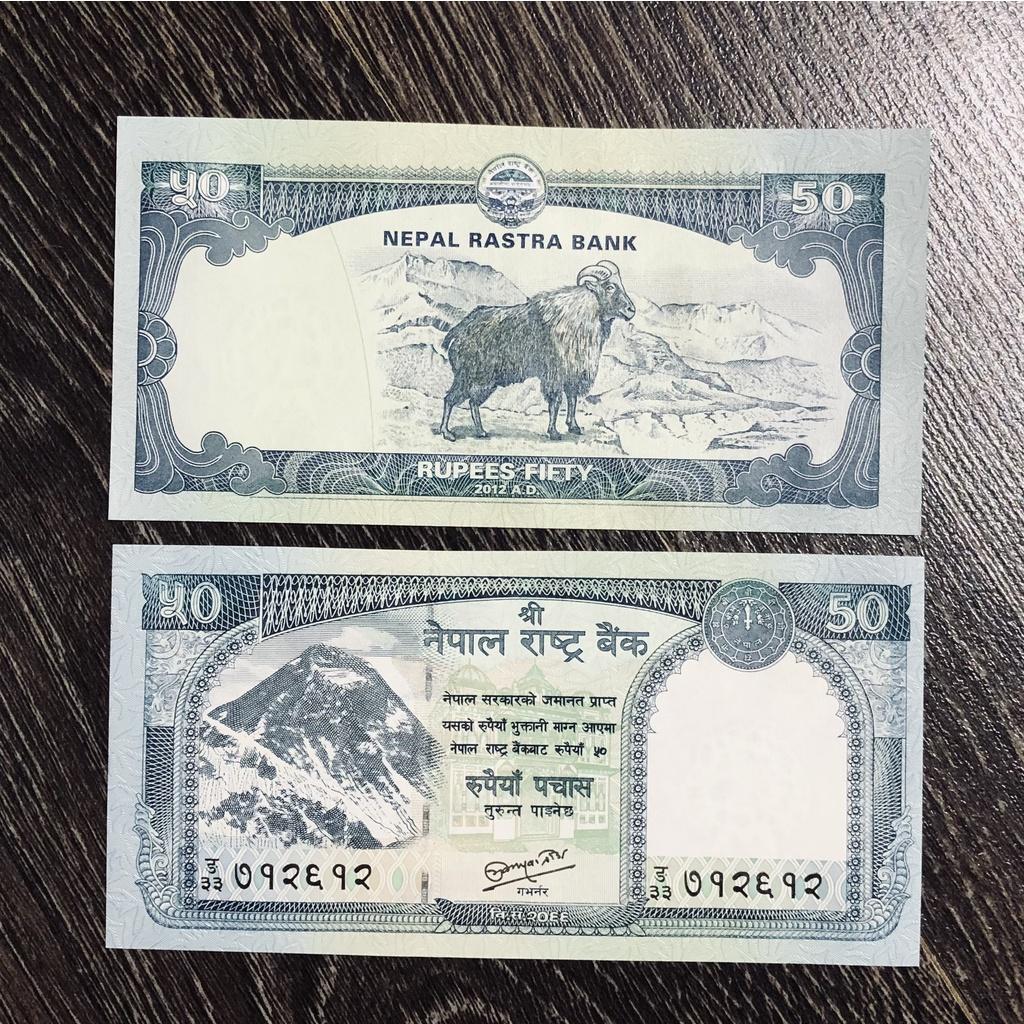 ५०
50
NEPAL RASTRA BANK
RUPEES FIFTY
2012 A.D.
५०
50
श्री
नेपाल राष्ट्र बैंक
नेपाल सरकारको जमानत प्राप्त
यसको रुपैयाँ भुक्तानी माग्न आएमा
नेपाल राष्ट्र बैंकबाट रुपैयाँ ५०
रुपैयाँ पचास
तुरुन्त पाइनेछ
गभर्नर
३३ ७१२६१२
३३ ७१२६१२
वि.सं.२०६६